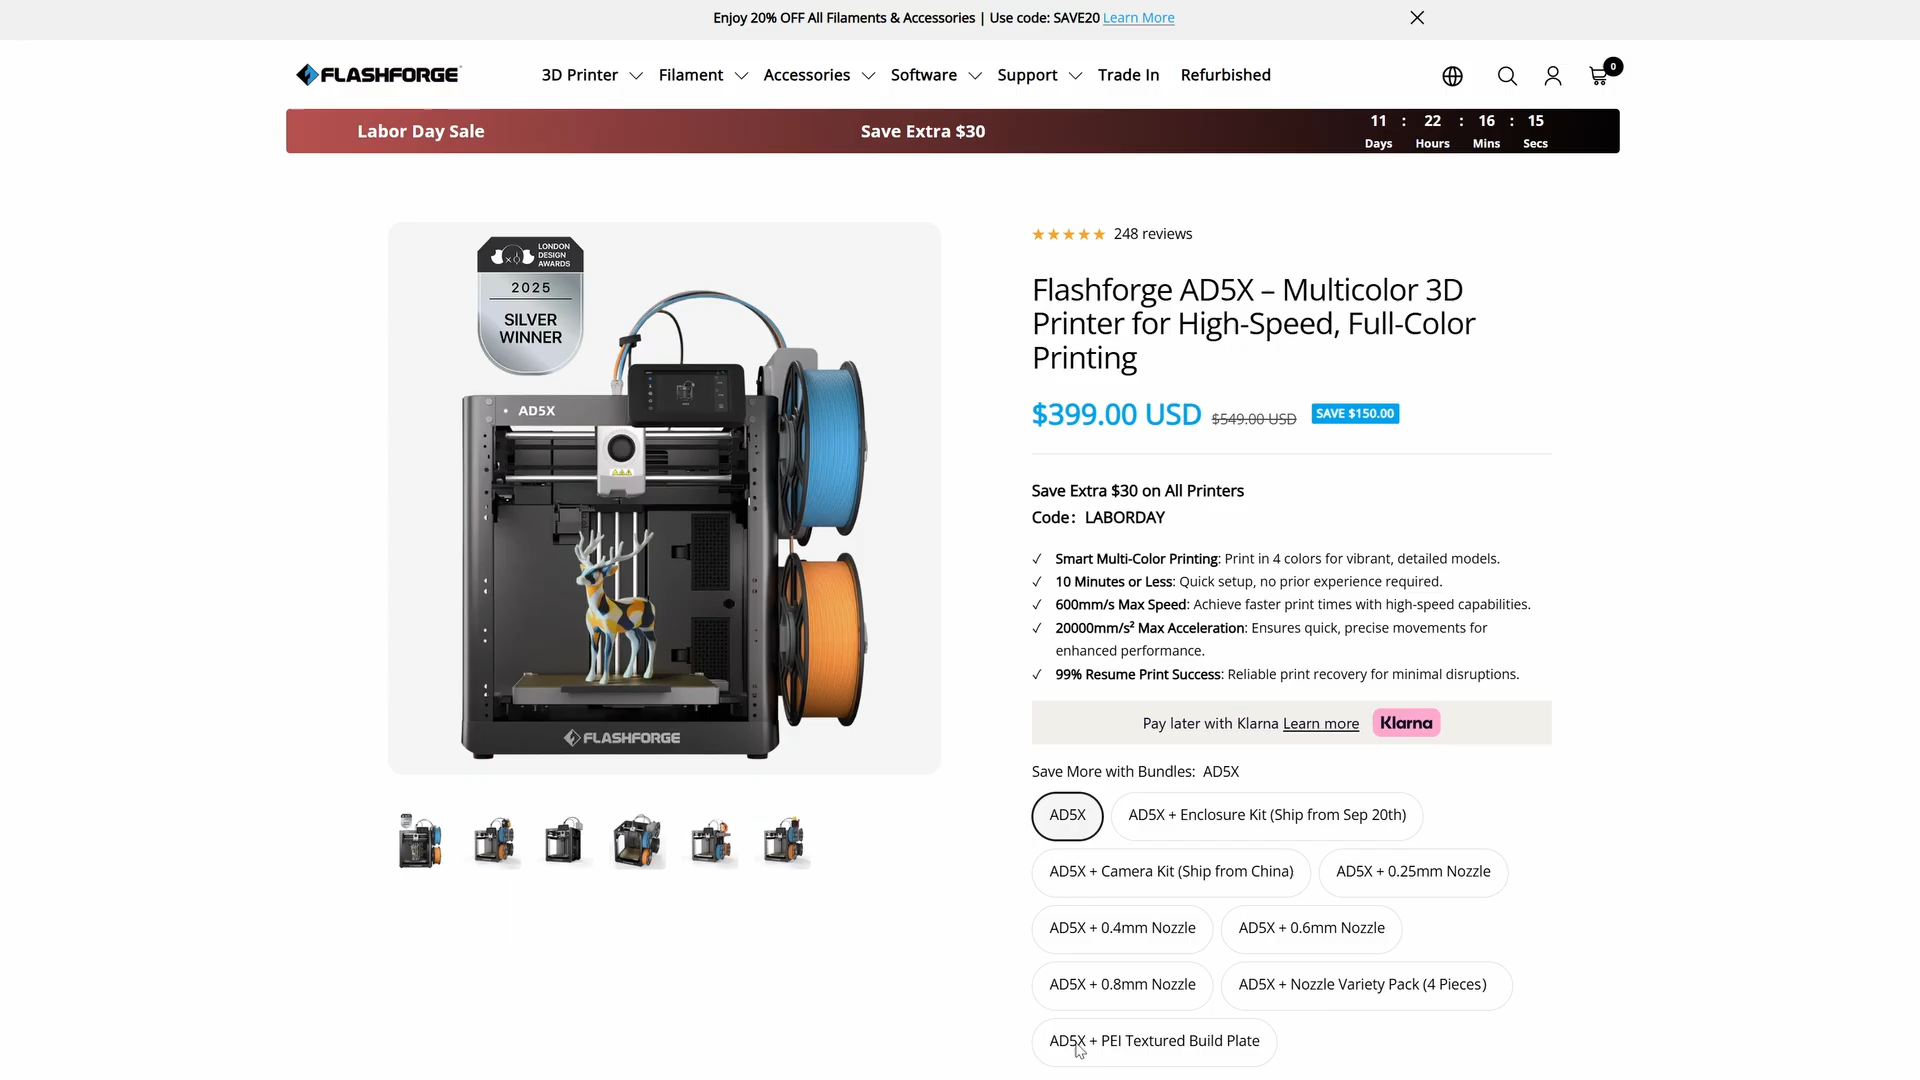 Enjoy 20% OFF All Filaments & Accessories | Use code: SAVE20 Learn More
FLASHFORGE
3D Printer
Filament
Accessories
Software
Support
Trade In
Refurbished
0
Labor Day Sale
Save Extra $30
11 : 22 : 16 : 15
Days Hours Mins Secs
LONDON
DESIGN
AWARDS
2025
SILVER
WINNER
AD5X
FLASHFORGE
248 reviews
Flashforge AD5X – Multicolor 3D
Printer for High-Speed, Full-Color
Printing
$399.00 USD $549.00 USD SAVE $150.00
Save Extra $30 on All Printers
Code: LABORDAY
✓ Smart Multi-Color Printing: Print in 4 colors for vibrant, detailed models.
✓ 10 Minutes or Less: Quick setup, no prior experience required.
✓ 600mm/s Max Speed: Achieve faster print times with high-speed capabilities.
✓ 20000mm/s² Max Acceleration: Ensures quick, precise movements for
enhanced performance.
✓ 99% Resume Print Success: Reliable print recovery for minimal disruptions.
Pay later with Klarna Learn more Klarna
Save More with Bundles: AD5X
AD5X
AD5X + Enclosure Kit (Ship from Sep 20th)
AD5X + Camera Kit (Ship from China)
AD5X + 0.25mm Nozzle
AD5X + 0.4mm Nozzle
AD5X + 0.6mm Nozzle
AD5X + 0.8mm Nozzle
AD5X + Nozzle Variety Pack (4 Pieces)
AD5X + PEI Textured Build Plate